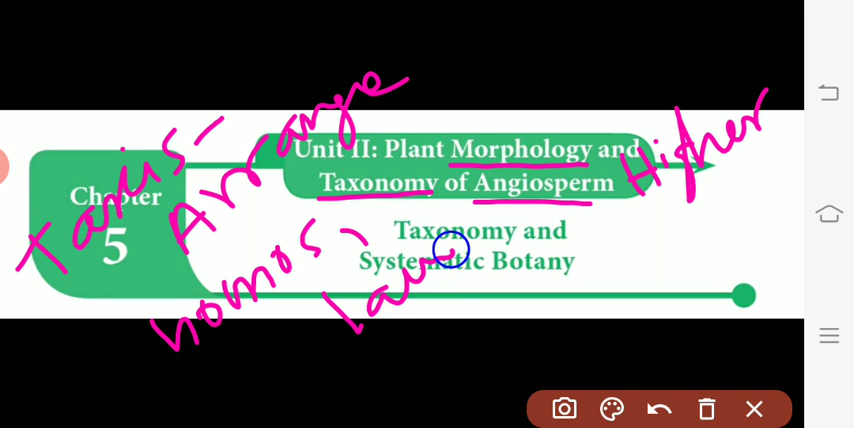 Unit II: Plant Morphology and
Taxonomy of Angiosperm
Chapter
5
Taxonomy and
Systematic Botany
Taxis -
Arrange
Higher
nomos -
Law